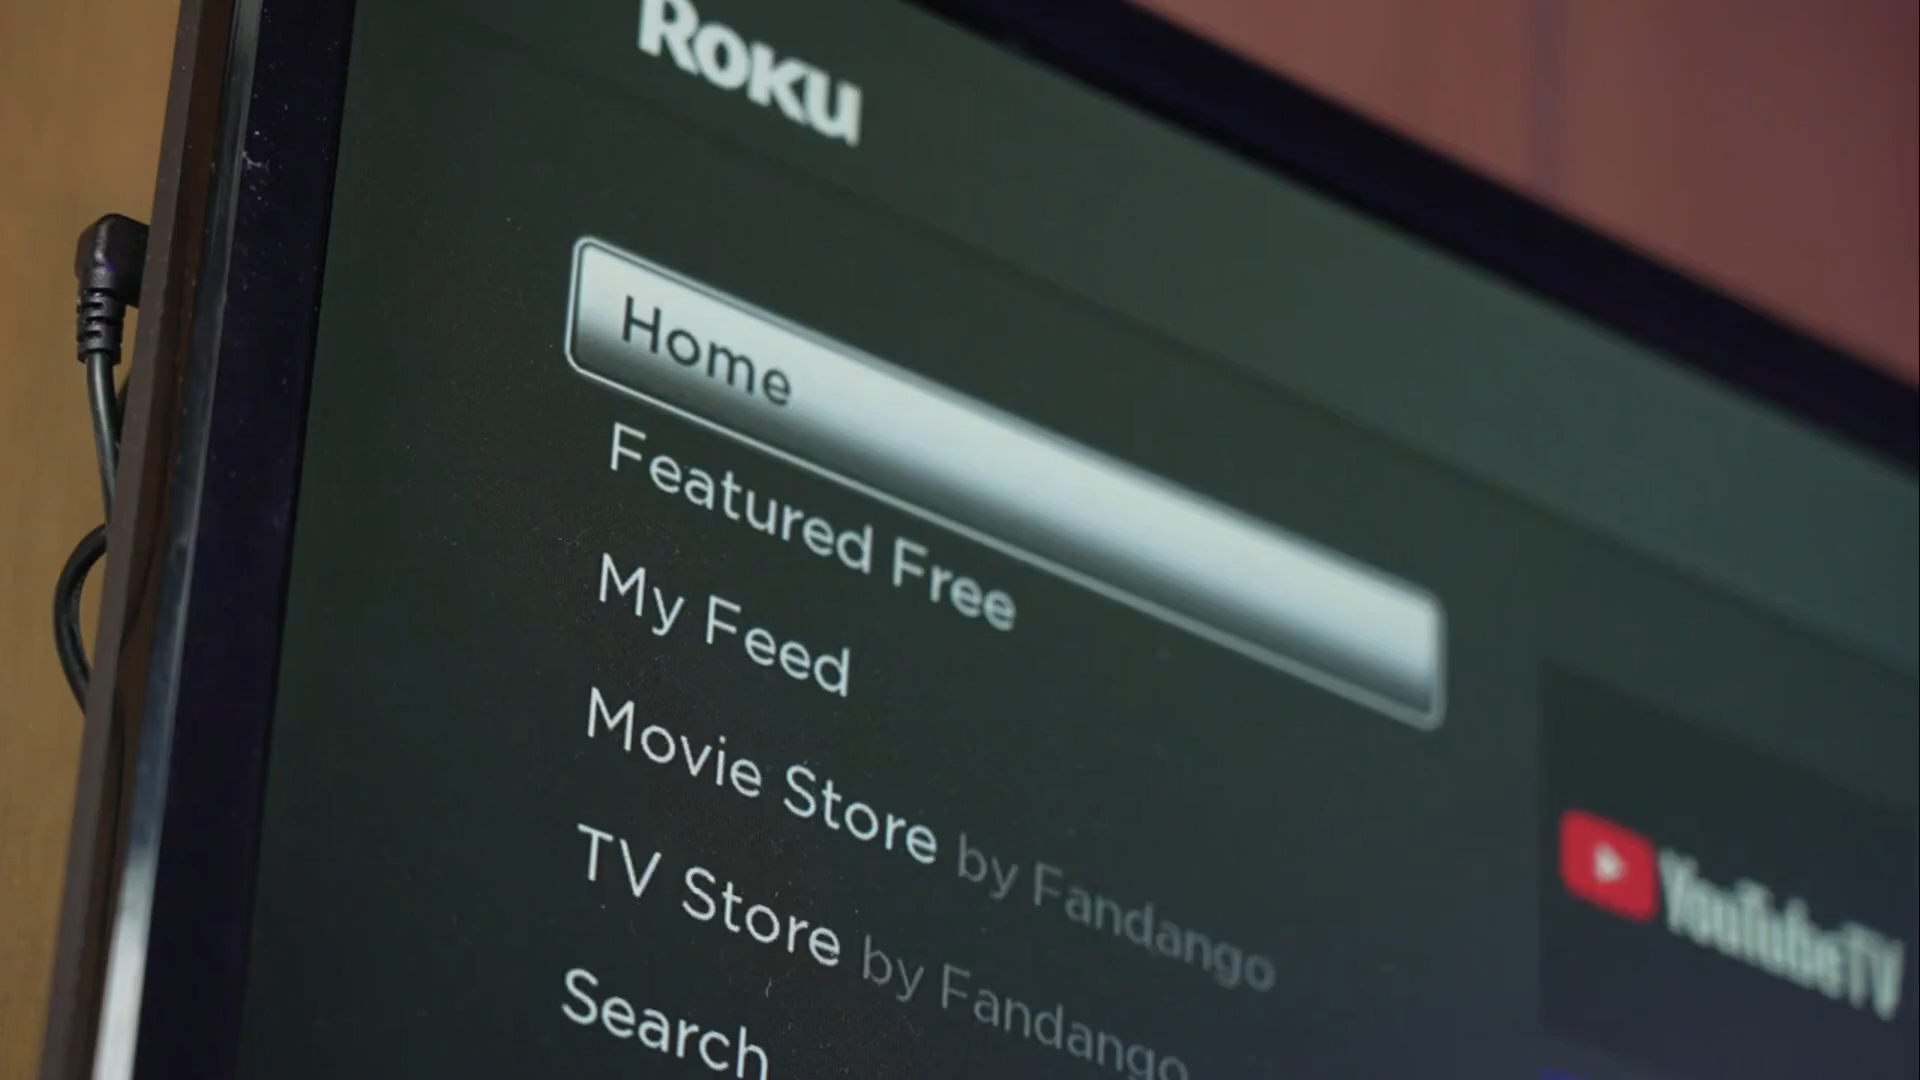 Roku
Home
Featured Free
My Feed
Movie Store by Fandango
TV Store by Fandango
Search
YouTubeTV